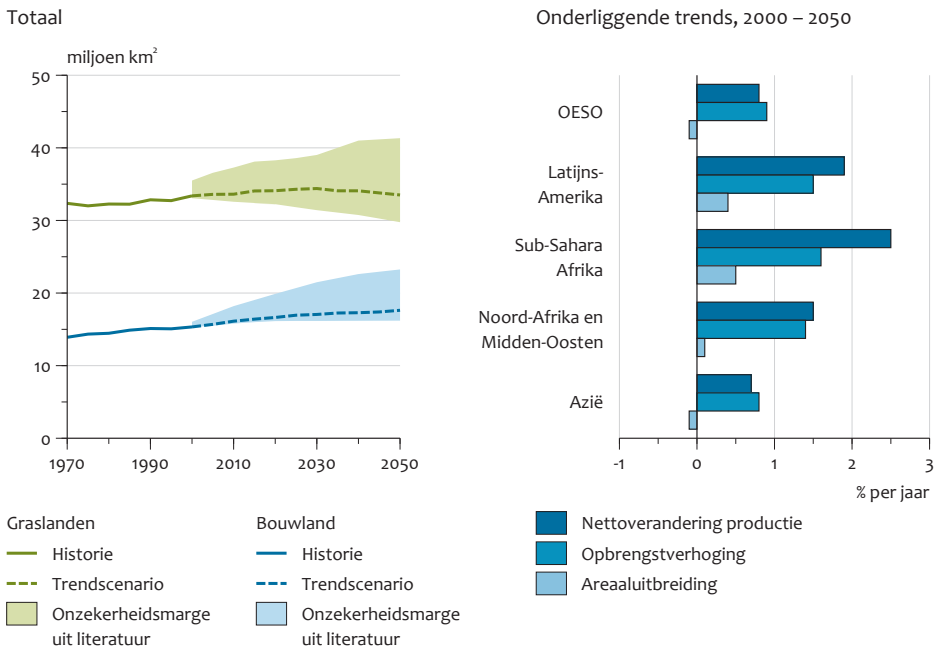 Totaal
miljoen km²
50
40
30
20
10
0
1970
1990
2010
2030
2050
Graslanden
Historie
Trendscenario
Onzekerheidsmarge
uit literatuur
Bouwland
Historie
Trendscenario
Onzekerheidsmarge
uit literatuur
Onderliggende trends, 2000 – 2050
OESO
Latijns-
Amerika
Sub-Sahara
Afrika
Noord-Afrika en
Midden-Oosten
Azië
-1
0
1
2
3
% per jaar
Nettoverandering productie
Opbrengstverhoging
Areaaluitbreiding